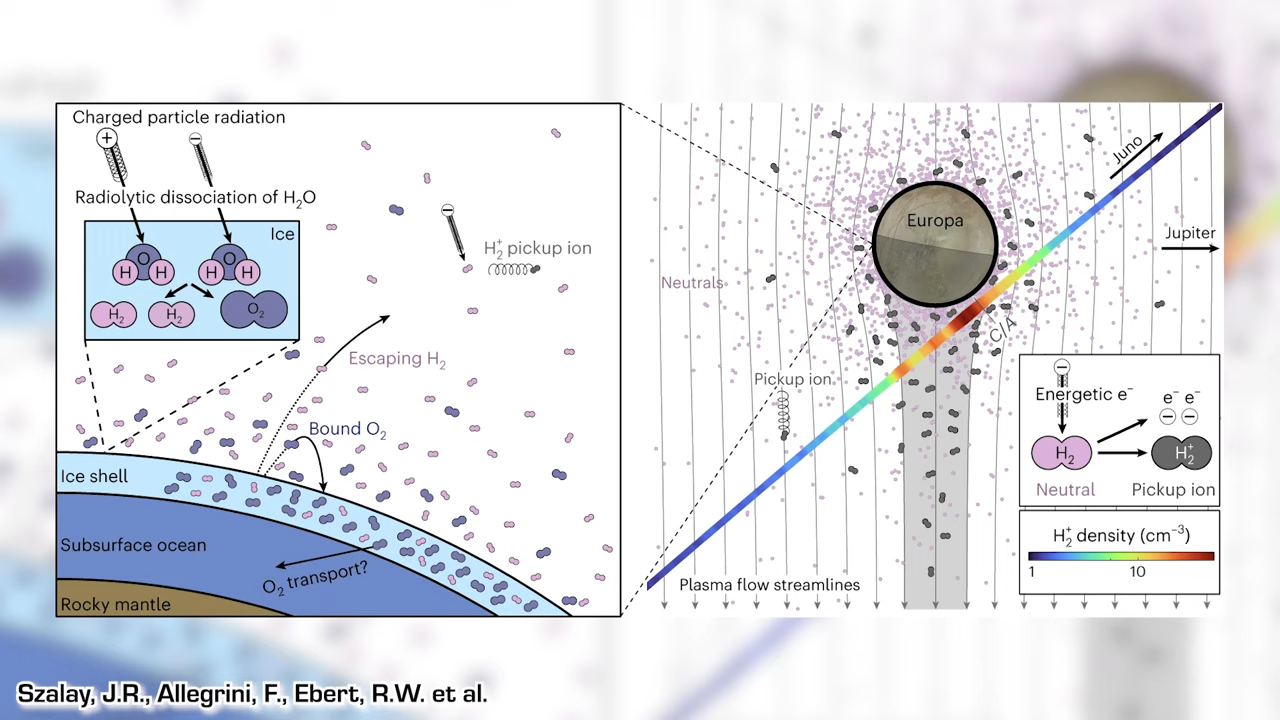 Charged particle radiation
+
−
Radiolytic dissociation of H₂O
Ice
O
H H
O
H H
H₂
H₂
O₂
−
H₂⁺ pickup ion
Escaping H₂
Bound O₂
Ice shell
Subsurface ocean
O₂ transport?
Rocky mantle
Juno
Europa
Jupiter
Neutrals
C/A
Pickup ion
−
Energetic e⁻
e⁻ e⁻
− −
H₂
H₂⁺
Neutral
Pickup ion
H₂⁺ density (cm⁻³)
1
10
Plasma flow streamlines
Szalay, J.R., Allegrini, F., Ebert, R.W. et al.